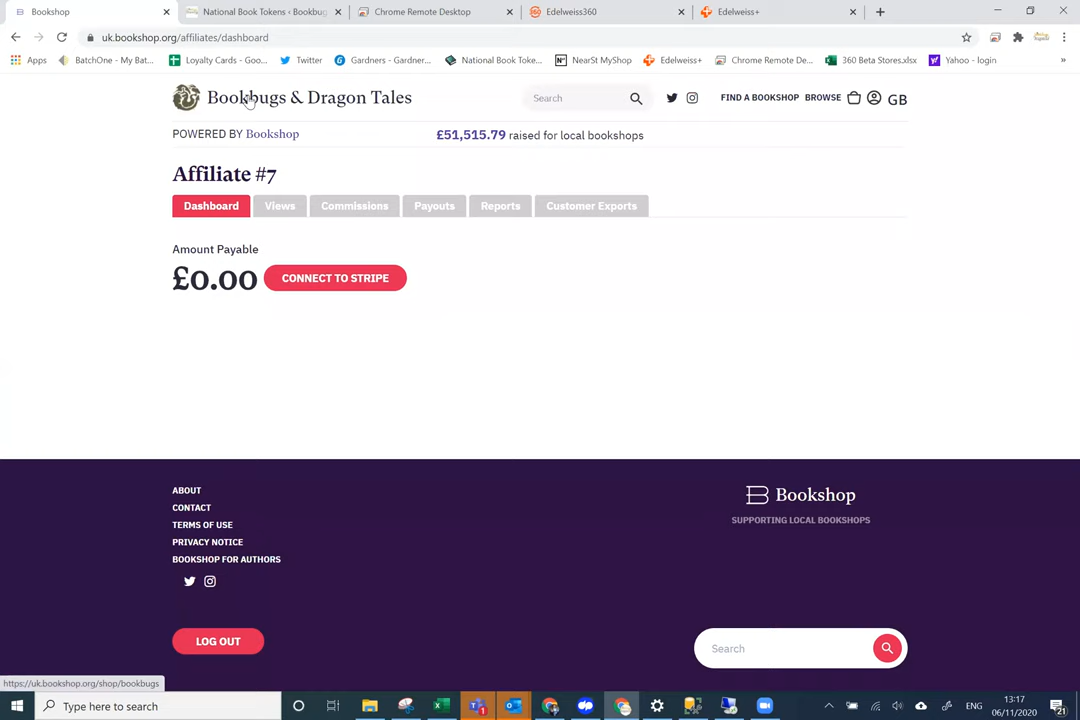 Bookshop
National Book Tokens ‹ Bookbug
Chrome Remote Desktop
Edelweiss360
Edelweiss+
uk.bookshop.org/affiliates/dashboard
Apps
BatchOne - My Bat...
Loyalty Cards - Goo...
Twitter
Gardners - Gardner...
National Book Toke...
NearSt MyShop
Edelweiss+
Chrome Remote De...
360 Beta Stores.xlsx
Yahoo - login
»
Bookbugs & Dragon Tales
Search
FIND A BOOKSHOP
BROWSE
GB
POWERED BY Bookshop
£51,515.79 raised for local bookshops
Affiliate #7
Dashboard
Views
Commissions
Payouts
Reports
Customer Exports
Amount Payable
£0.00
CONNECT TO STRIPE
ABOUT
CONTACT
TERMS OF USE
PRIVACY NOTICE
BOOKSHOP FOR AUTHORS
Bookshop
SUPPORTING LOCAL BOOKSHOPS
LOG OUT
Search
https://uk.bookshop.org/shop/bookbugs
Type here to search
1
ENG
13:17
06/11/2020
21